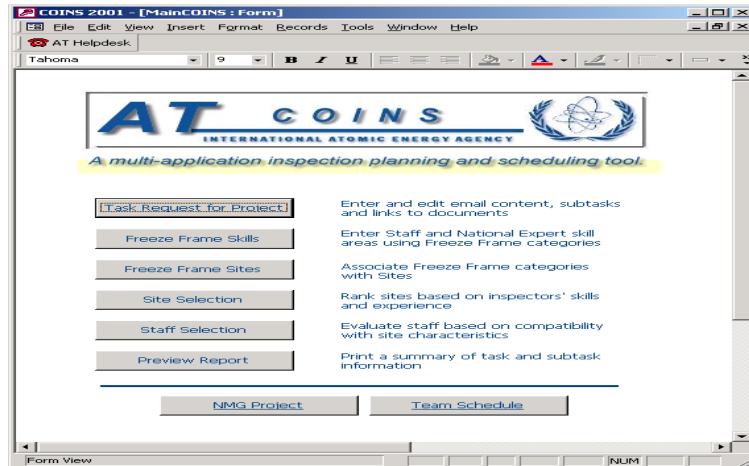 COINS 2001 - [MainCOINS : Form]
File Edit View Insert Format Records Tools Window Help
AT Helpdesk
Tahoma 9 B I U A
AT COINS
INTERNATIONAL ATOMIC ENERGY AGENCY
A multi-application inspection planning and scheduling tool.
Task Request for Project
Enter and edit email content, subtasks
and links to documents
Freeze Frame Skills
Enter Staff and National Expert skill
areas using Freeze Frame categories
Freeze Frame Sites
Associate Freeze Frame categories
with Sites
Site Selection
Rank sites based on inspectors' skills
and experience
Staff Selection
Evaluate staff based on compatibility
with site characteristics
Preview Report
Print a summary of task and subtask
information
NMG Project Team Schedule
Form View NUM